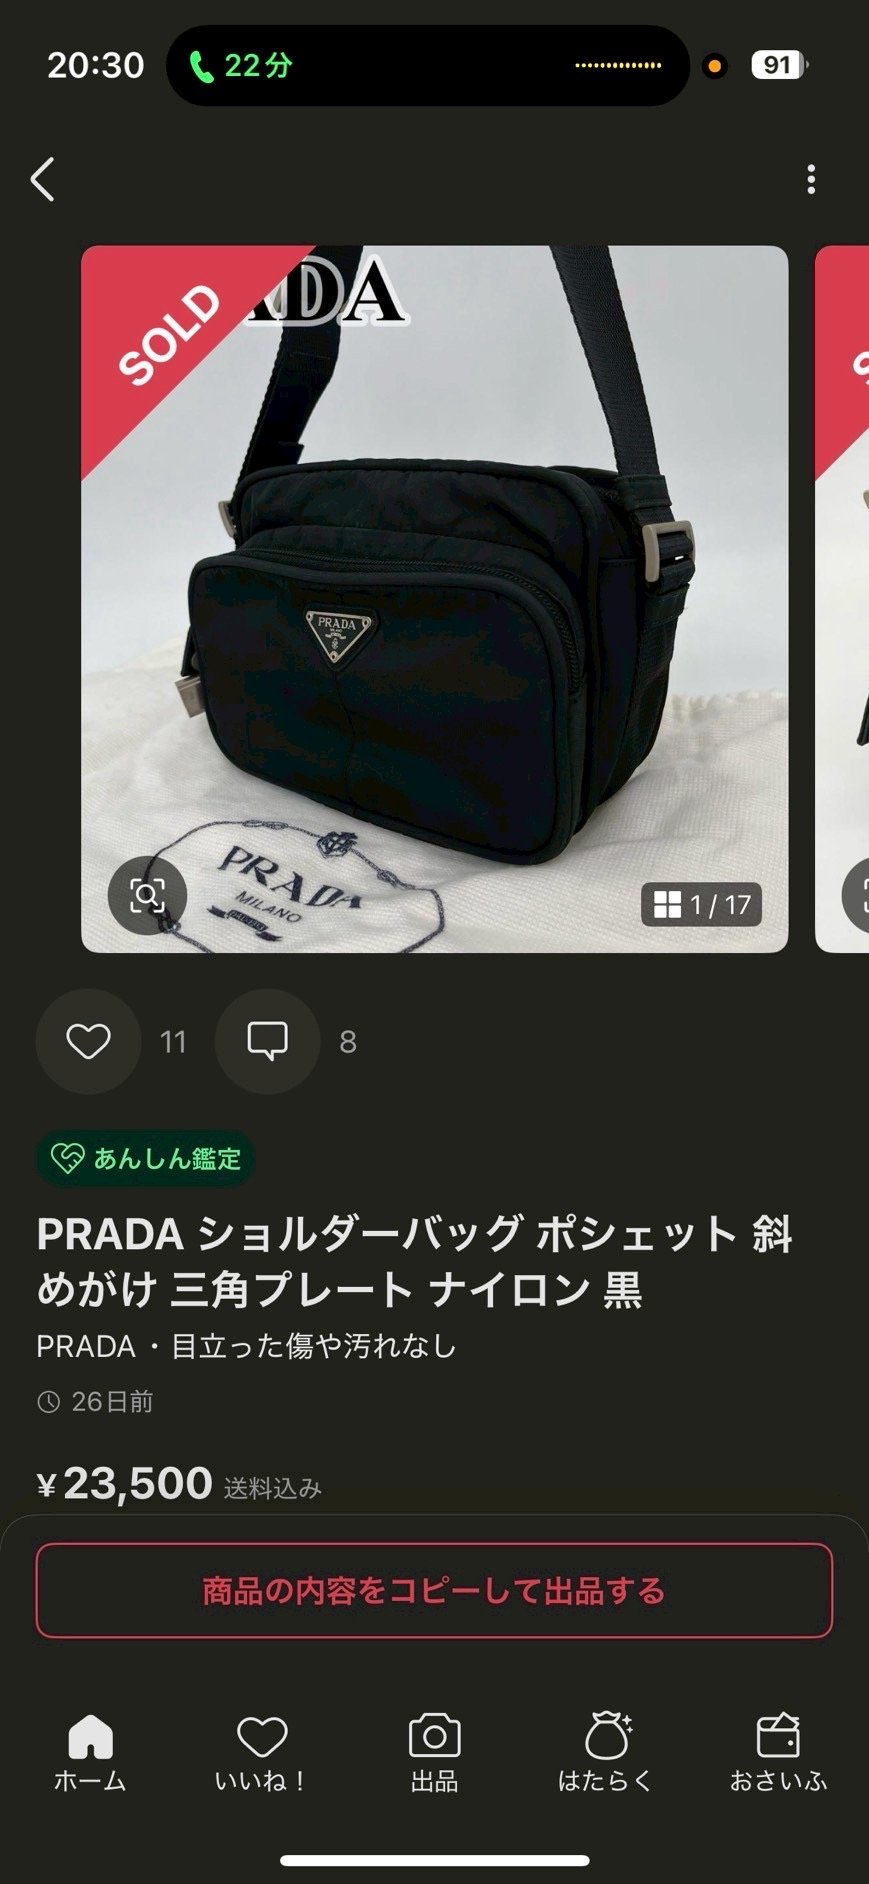 20:30
22分
91
SOLD
ADA
PRADA
MILANO
PRADA
MILANO
1 / 17
11
8
あんしん鑑定
PRADA ショルダーバッグ ポシェット 斜
めがけ 三角プレート ナイロン 黒
PRADA・目立った傷や汚れなし
26日前
¥23,500 送料込み
商品の内容をコピーして出品する
ホーム
いいね！
出品
はたらく
おさいふ